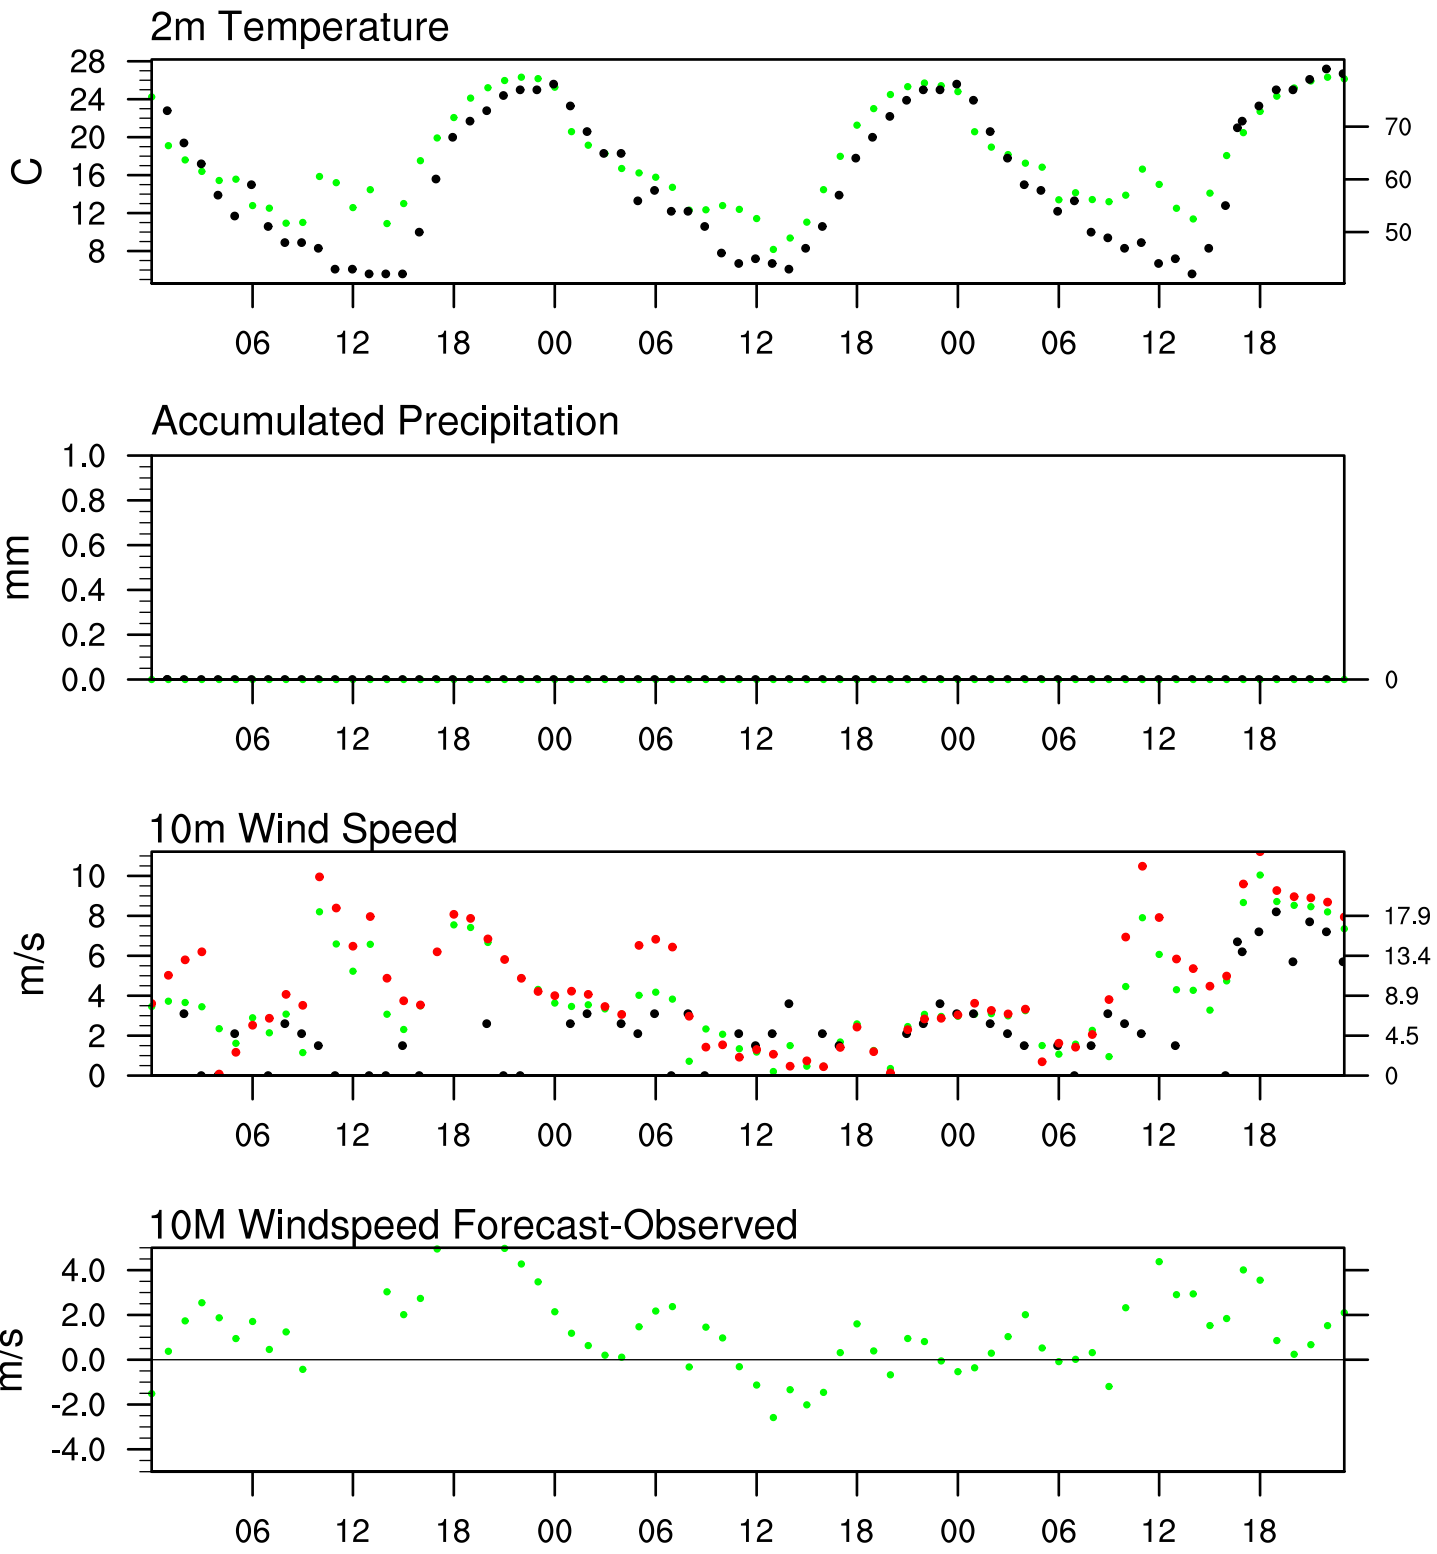 2m Temperature
28
24
20
16
12
8
C
70
60
50
06 12 18 00 06 12 18 00 06 12 18
Accumulated Precipitation
1.0
0.8
0.6
0.4
0.2
0.0
mm
0
06 12 18 00 06 12 18 00 06 12 18
10m Wind Speed
10
8
6
4
2
0
m/s
17.9
13.4
8.9
4.5
0
06 12 18 00 06 12 18 00 06 12 18
10M Windspeed Forecast-Observed
4.0
2.0
0.0
-2.0
-4.0
m/s
06 12 18 00 06 12 18 00 06 12 18